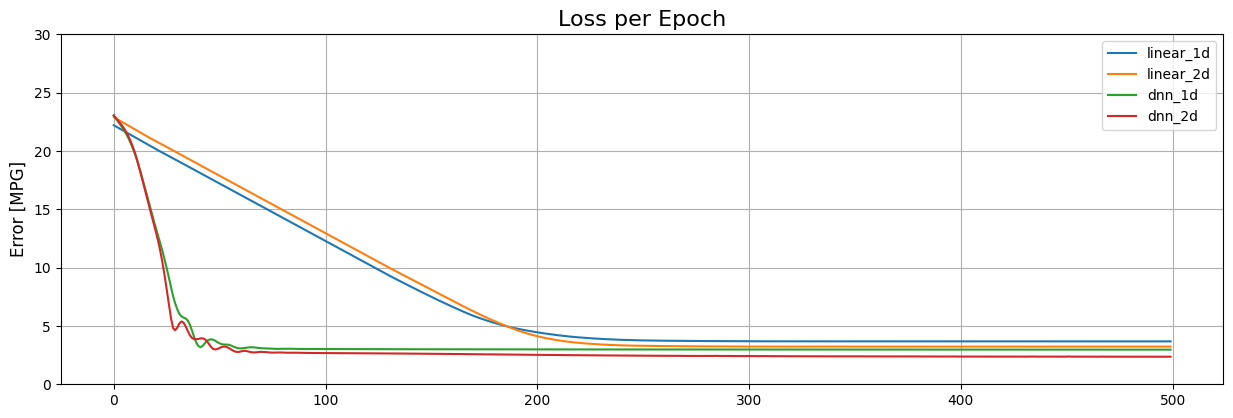 Loss per Epoch
30
25
20
15
10
5
0
Error [MPG]
0 100 200 300 400 500
linear_1d
linear_2d
dnn_1d
dnn_2d